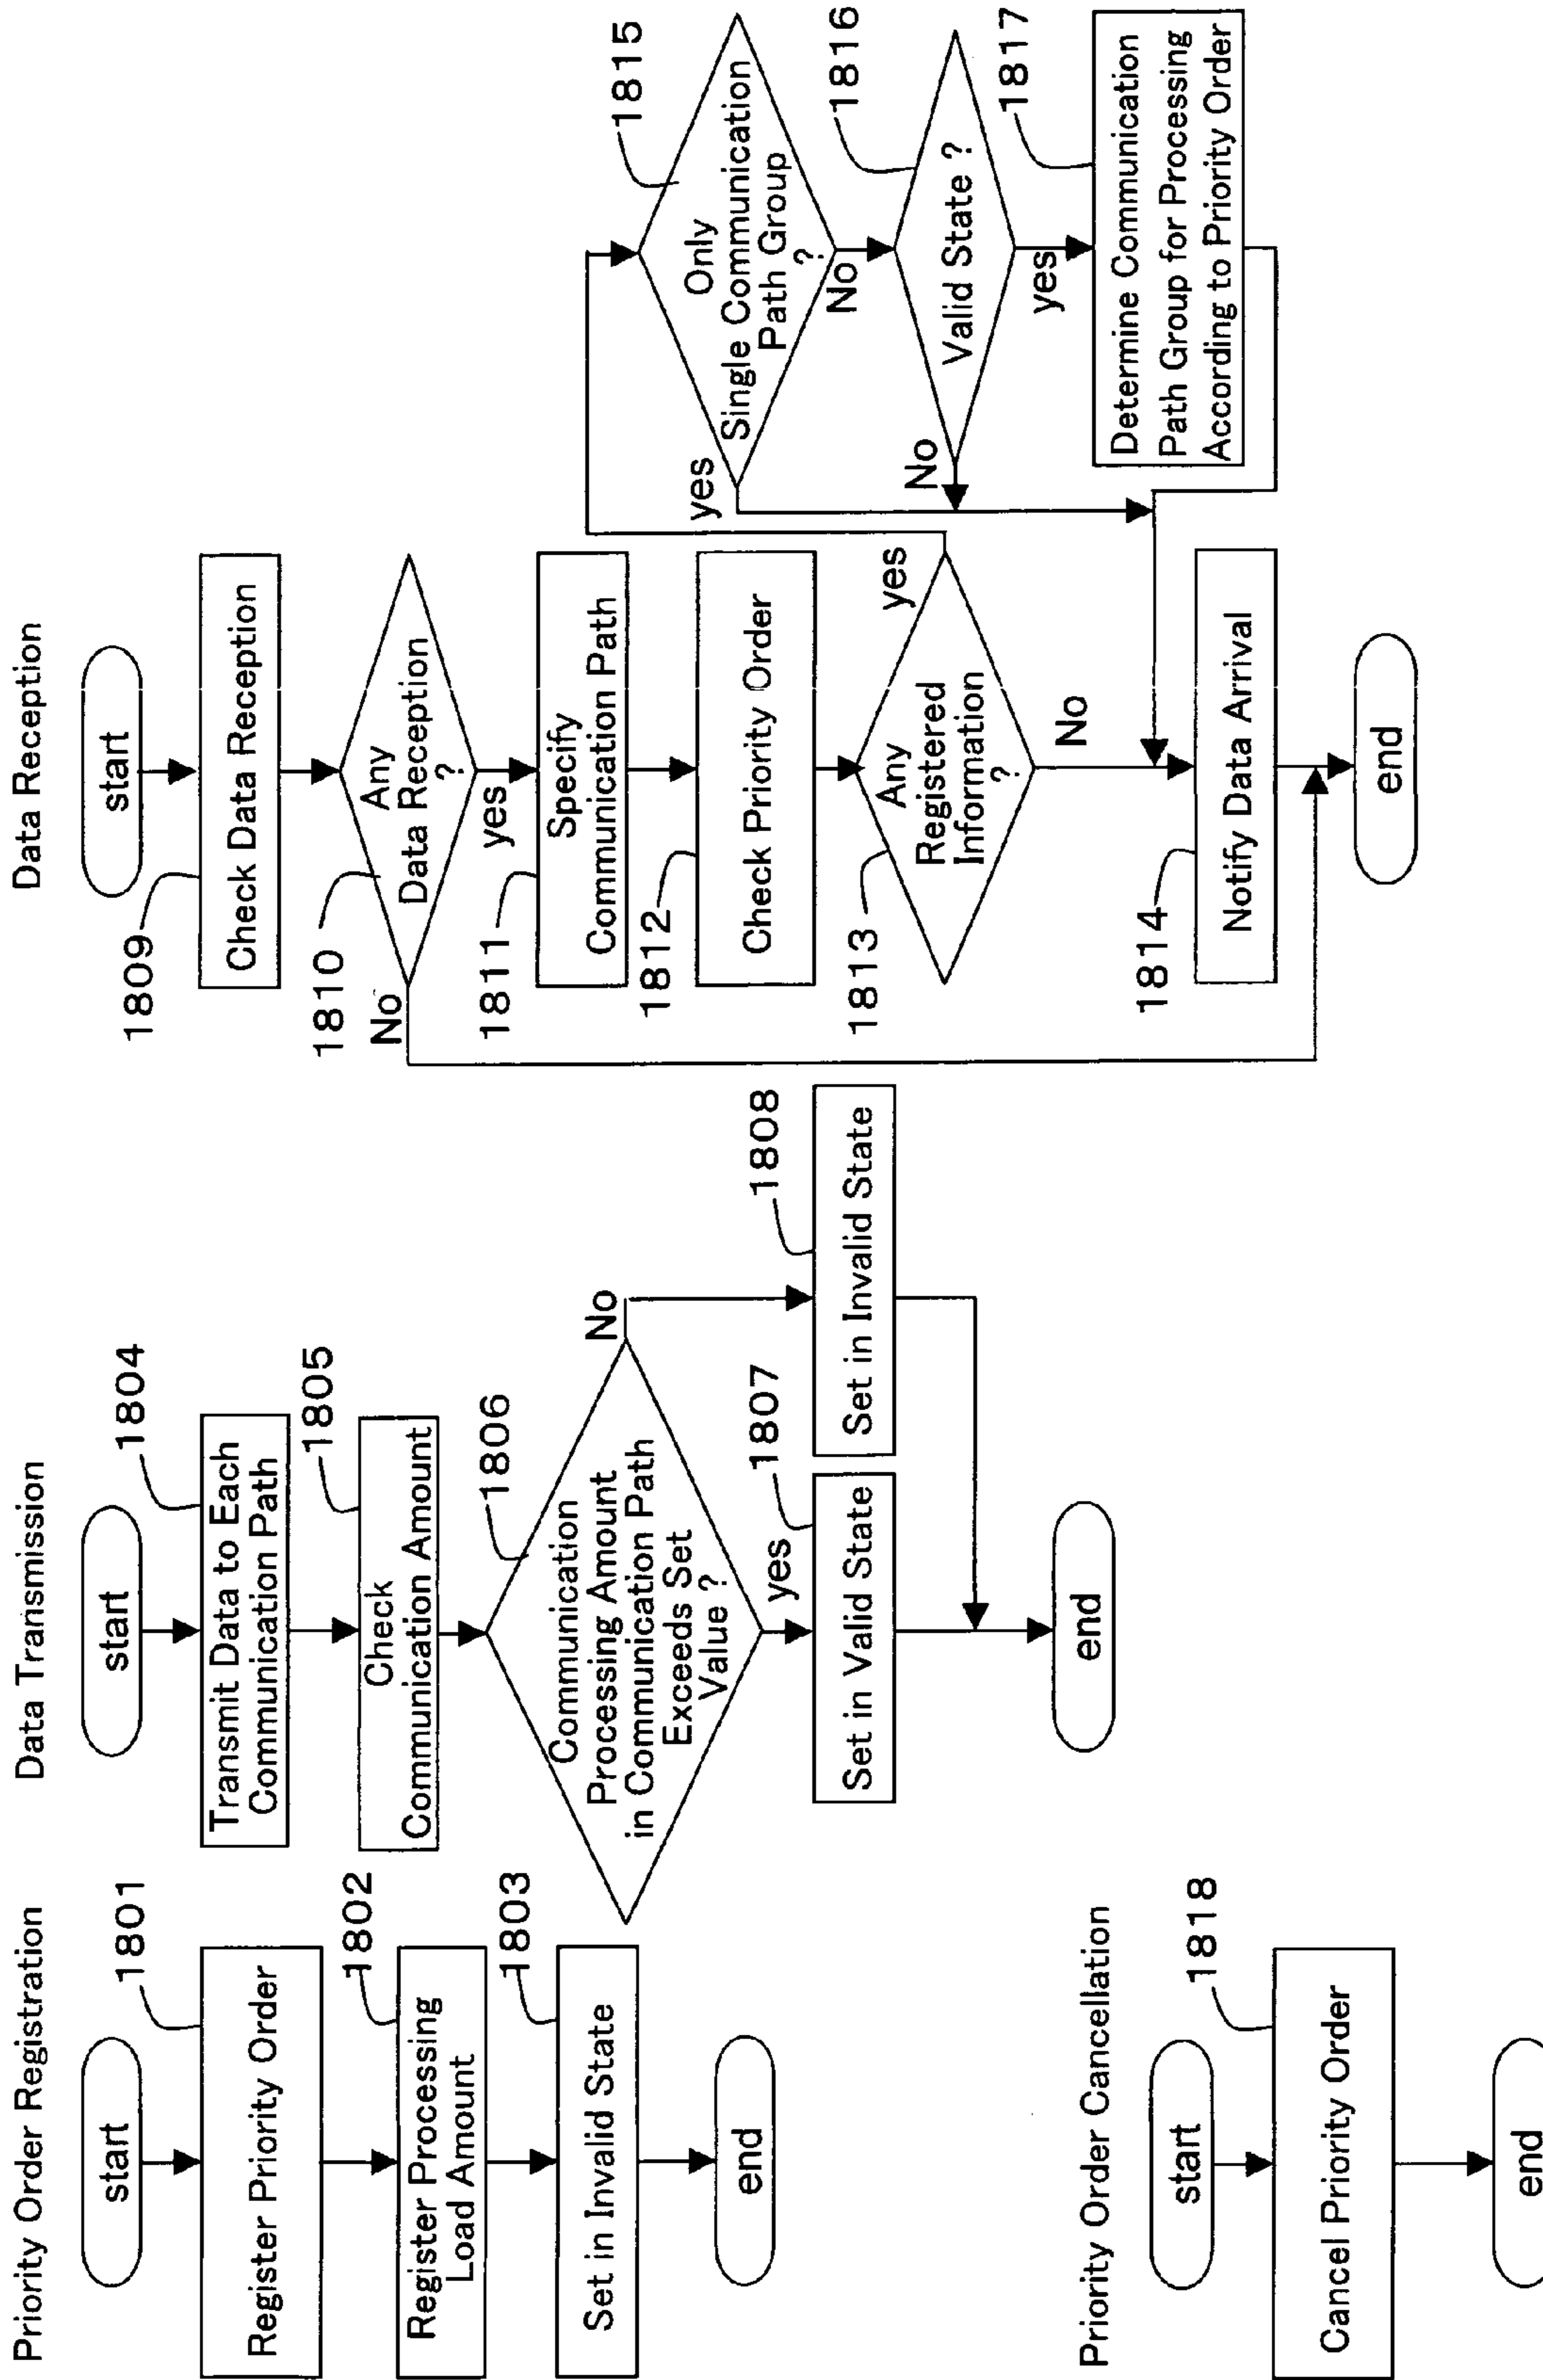 Priority Order Registration
start
1801
Register Priority Order
1802
Register Processing
Load Amount
1803
Set in Invalid State
end
Priority Order Cancellation
start
1818
Cancel Priority Order
end
Data Transmission
start
1804
Transmit Data to Each
Communication Path
1805
Check
Communication Amount
1806
Communication
Processing Amount
in Communication Path
Exceeds Set
Value ?
No
yes
1807
Set in Valid State
1808
Set in Invalid State
end
Data Reception
start
1809
Check Data Reception
1810
Any
Data Reception
?
No
yes
1811
Specify
Communication Path
1812
Check Priority Order
1813
Any
Registered
Information
?
yes
No
1814
Notify Data Arrival
end
1815
Only
Single Communication
Path Group
?
yes
No
1816
Valid State ?
No
yes
1817
Determine Communication
Path Group for Processing
According to Priority Order